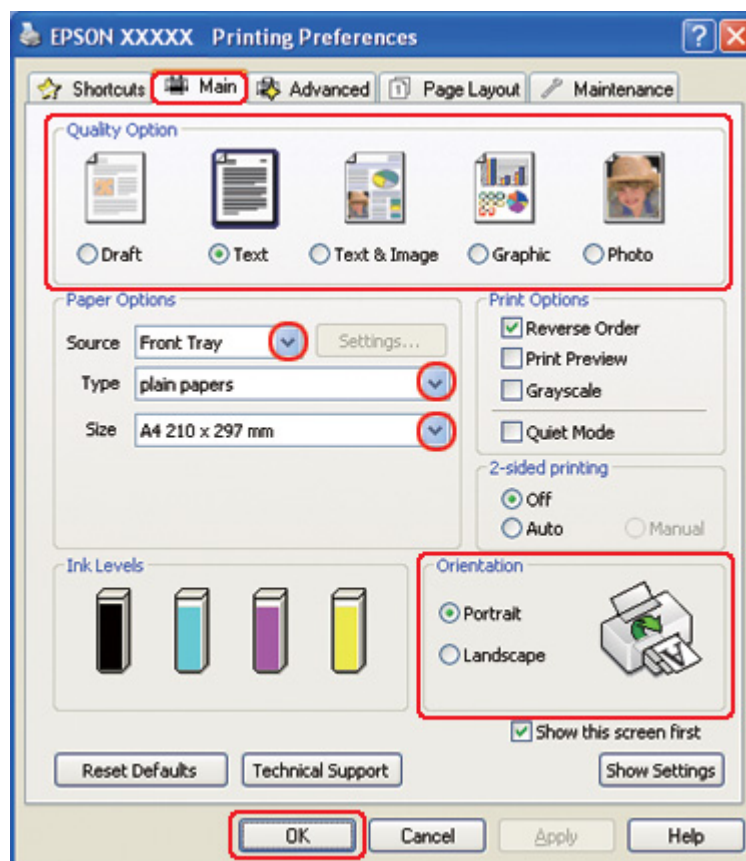 EPSON XXXXX Printing Preferences
Shortcuts Main Advanced 1 Page Layout Maintenance
Quality Option
Draft Text Text & Image Graphic Photo
Paper Options
Source Front Tray Settings...
Type plain papers
Size A4 210 x 297 mm
Print Options
Reverse Order
Print Preview
Grayscale
Quiet Mode
2-sided printing
Off
Auto Manual
Ink Levels
Orientation
Portrait
Landscape
A
Show this screen first
Reset Defaults Technical Support Show Settings
OK Cancel Apply Help